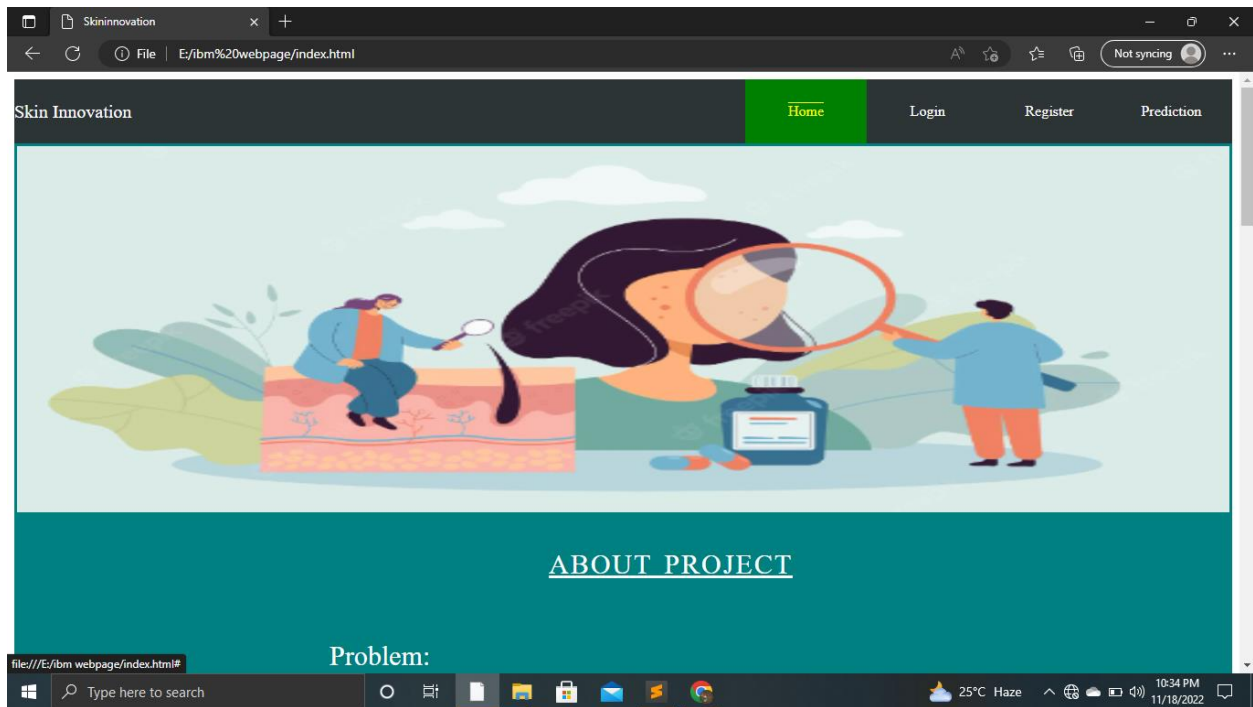 Skininnovation
File E:/ibm%20webpage/index.html Not syncing
Skin Innovation Home Login Register Prediction
freepik
ABOUT PROJECT
Problem:
file:///E:/ibm webpage/index.html#
Type here to search 25°C Haze 10:34 PM
11/18/2022